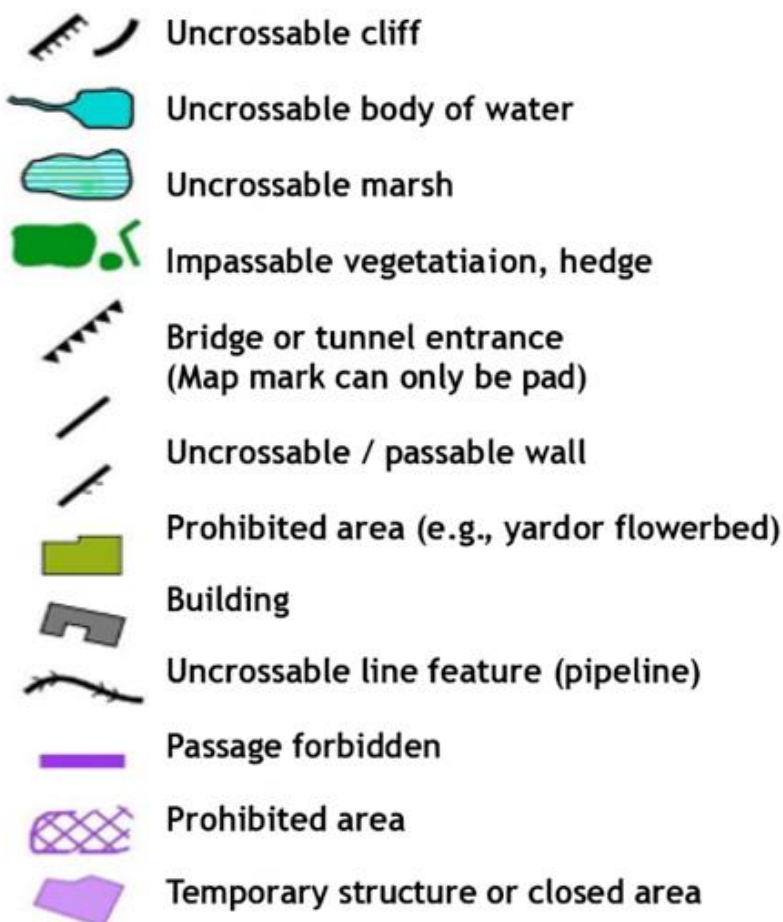 Uncrossable cliff
Uncrossable body of water
Uncrossable marsh
Impassable vegetatiaion, hedge
Bridge or tunnel entrance
(Map mark can only be pad)
Uncrossable / passable wall
Prohibited area (e.g., yardor flowerbed)
Building
Uncrossable line feature (pipeline)
Passage forbidden
Prohibited area
Temporary structure or closed area